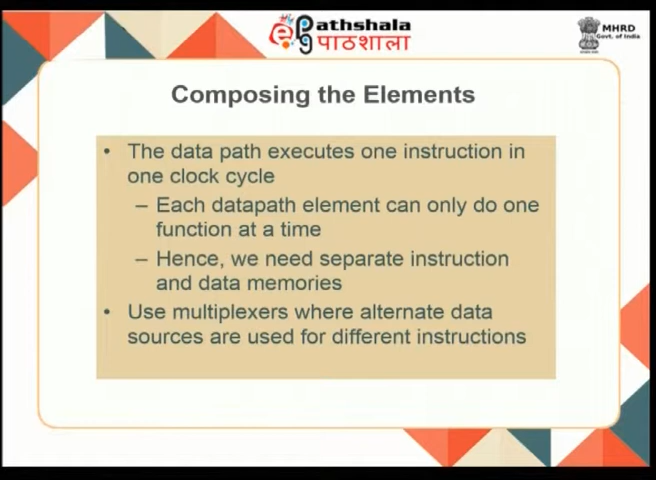 ePathshala
पाठशाला
MHRD
Govt. of India
Composing the Elements
• The data path executes one instruction in
one clock cycle
– Each datapath element can only do one
function at a time
– Hence, we need separate instruction
and data memories
• Use multiplexers where alternate data
sources are used for different instructions